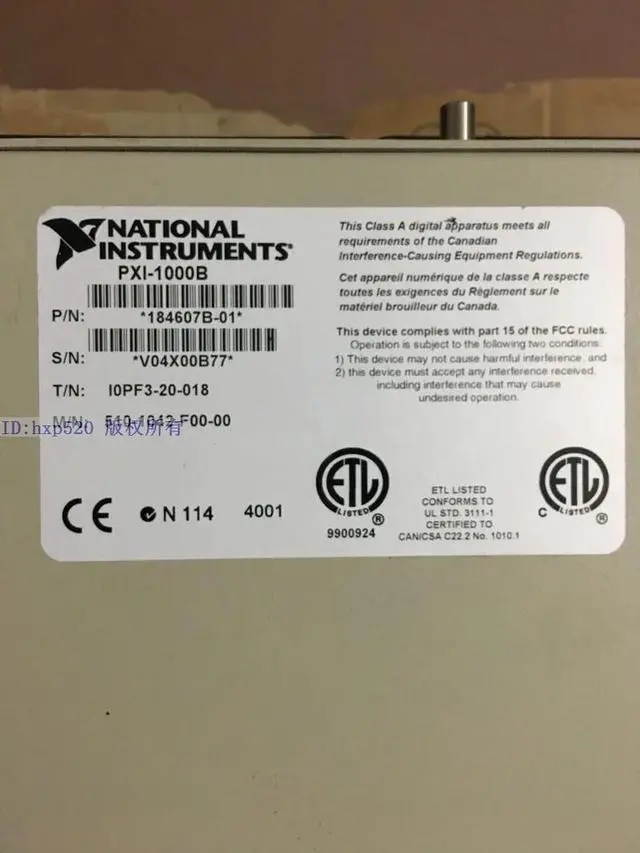 NATIONAL
INSTRUMENTS®
PXI-1000B
P/N: *184607B-01*
S/N: *V04X00B77*
T/N: I0PF3-20-018
M/N: 510-1042-F00-00
ID:hxp520 版权所有
CE N 114 4001
This Class A digital apparatus meets all
requirements of the Canadian
Interference-Causing Equipment Regulations.
Cet appareil numérique de la classe A respecte
toutes les exigences du Règlement sur le
matériel brouilleur du Canada.
This device complies with part 15 of the FCC rules.
Operation is subject to the following two conditions:
1) This device may not cause harmful interference, and
2) this device must accept any interference received,
including interference that may cause
undesired operation.
ETL
LISTED
®
9900924
ETL LISTED
CONFORMS TO
UL STD. 3111-1
CERTIFIED TO
CAN/CSA C22.2 No. 1010.1
C
ETL
LISTED
®